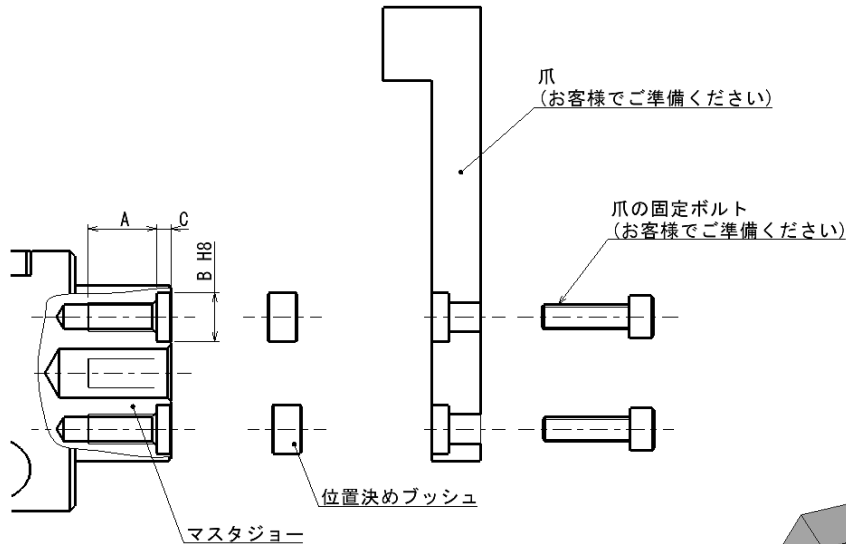 爪
(お客様でご準備ください)
爪の固定ボルト
(お客様でご準備ください)
A
C
B H8
位置決めブッシュ
マスタジョー